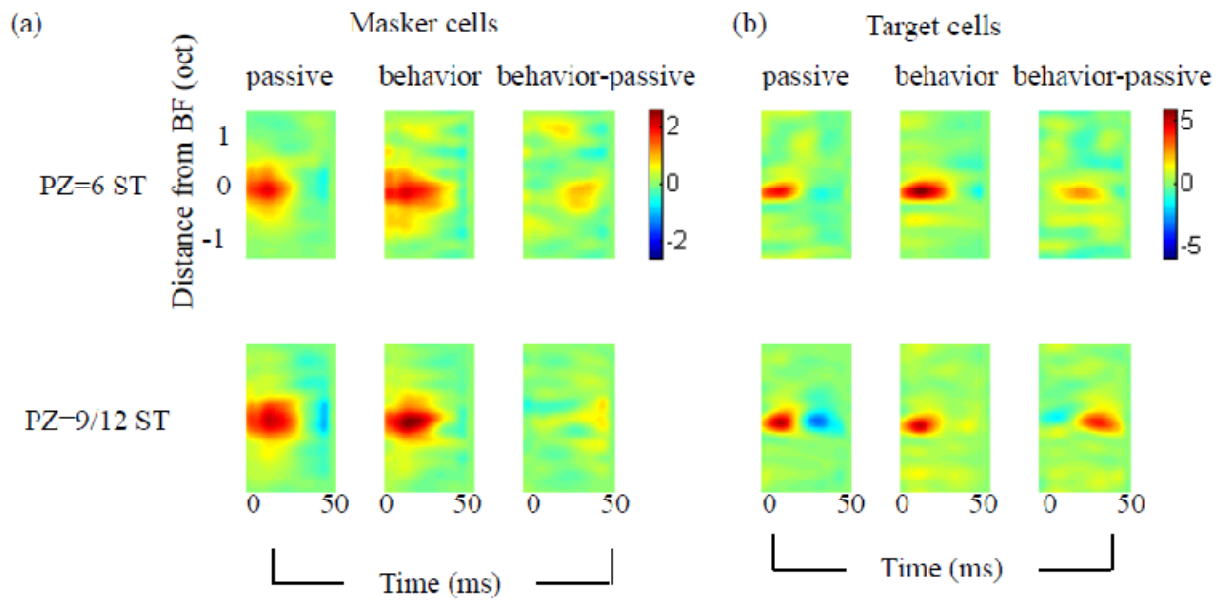 (a) Masker cells (b) Target cells
passive behavior behavior-passive passive behavior behavior-passive
Distance from BF (oct)
PZ=6 ST
1
0
-1
2
0
-2
5
0
-5
PZ=9/12 ST
0 50 0 50 0 50 0 50 0 50 0 50
Time (ms) Time (ms)